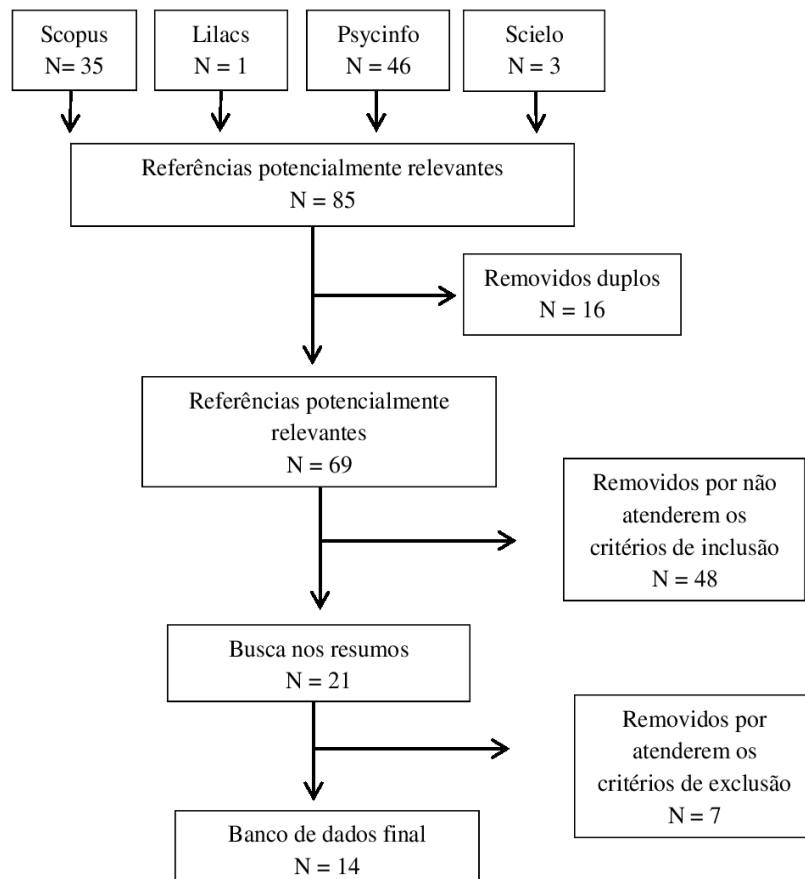 Scopus
N= 35
Lilacs
N = 1
Psycinfo
N = 46
Scielo
N = 3
Referências potencialmente relevantes
N = 85
Removidos duplos
N = 16
Referências potencialmente
relevantes
N = 69
Removidos por não
atenderem os
critérios de inclusão
N = 48
Busca nos resumos
N = 21
Removidos por
atenderem os
critérios de exclusão
N = 7
Banco de dados final
N = 14